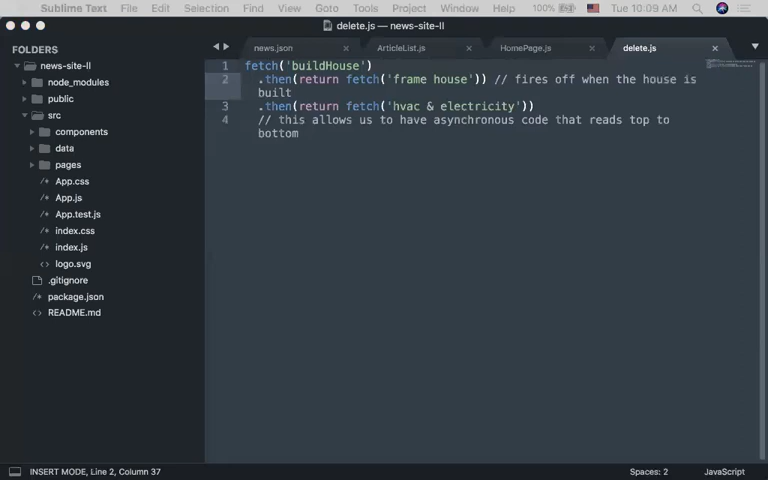 Sublime Text File Edit Selection Find View Goto Tools Project Window Help 100% Tue 10:09 AM
delete.js — news-site-II
FOLDERS
news-site-II
node_modules
public
src
components
data
pages
App.css
App.js
App.test.js
index.css
index.js
logo.svg
.gitignore
package.json
README.md
news.json ArticleList.js HomePage.js delete.js
1 fetch('buildHouse')
2 .then(return fetch('frame house')) // fires off when the house is
built
3 .then(return fetch('hvac & electricity'))
4 // this allows us to have asynchronous code that reads top to
bottom
INSERT MODE, Line 2, Column 37 Spaces: 2 JavaScript